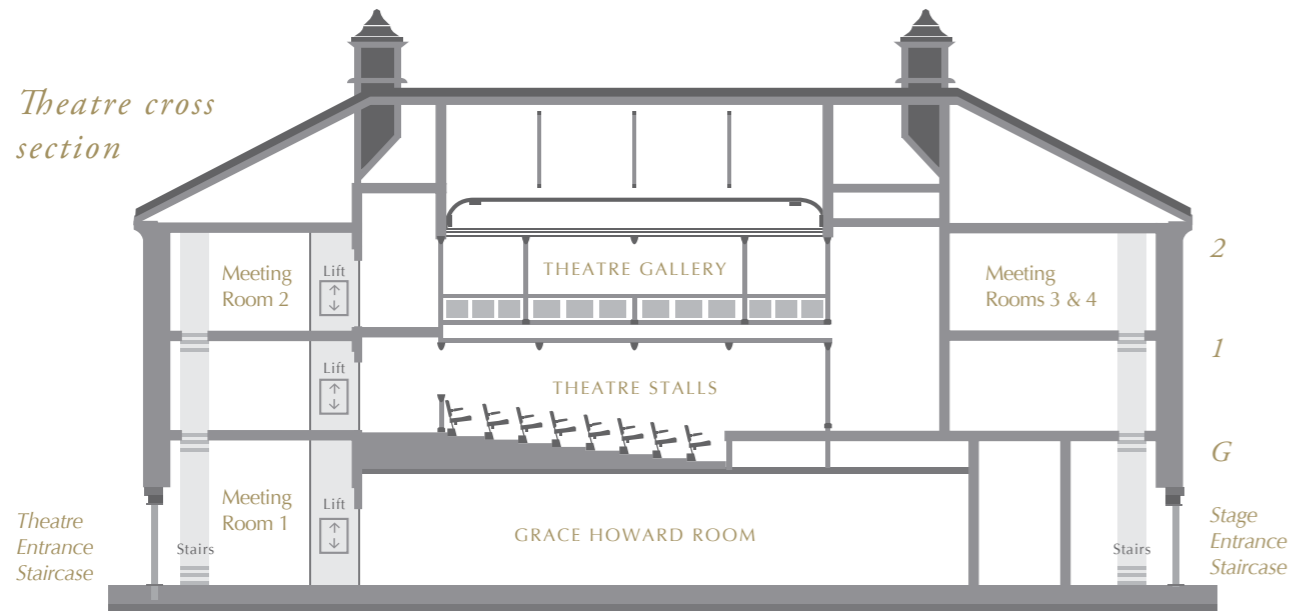 Theatre cross
section
THEATRE GALLERY
Meeting
Room 2
Lift
Meeting
Rooms 3 & 4
2
Lift
THEATRE STALLS
1
G
Meeting
Room 1
Lift
GRACE HOWARD ROOM
Theatre
Entrance
Staircase
Stairs
Stairs
Stage
Entrance
Staircase